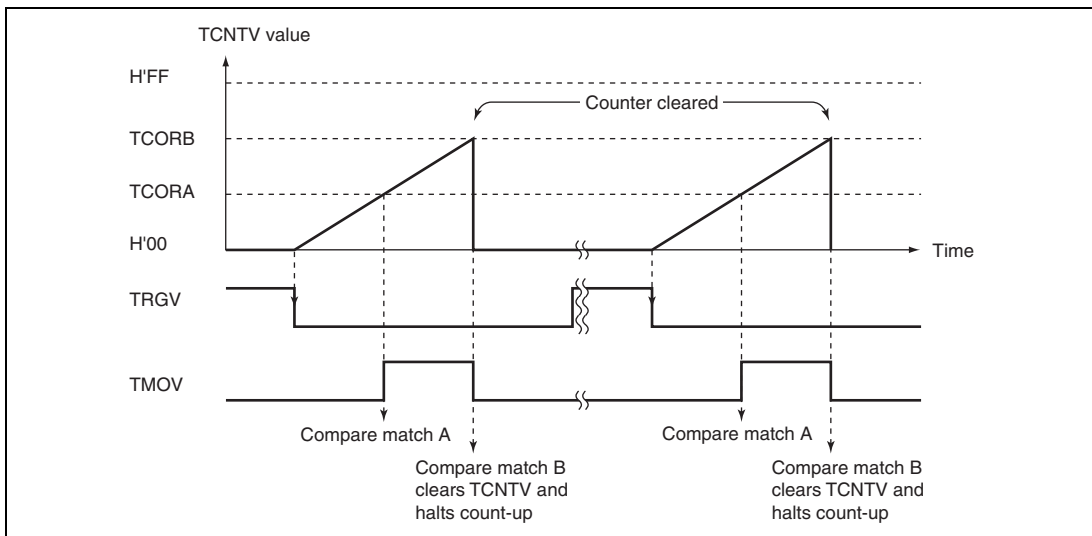 TCNTV value
H'FF
Counter cleared
TCORB
TCORA
H'00
Time
TRGV
TMOV
Compare match A
Compare match A
Compare match B
clears TCNTV and
halts count-up
Compare match B
clears TCNTV and
halts count-up